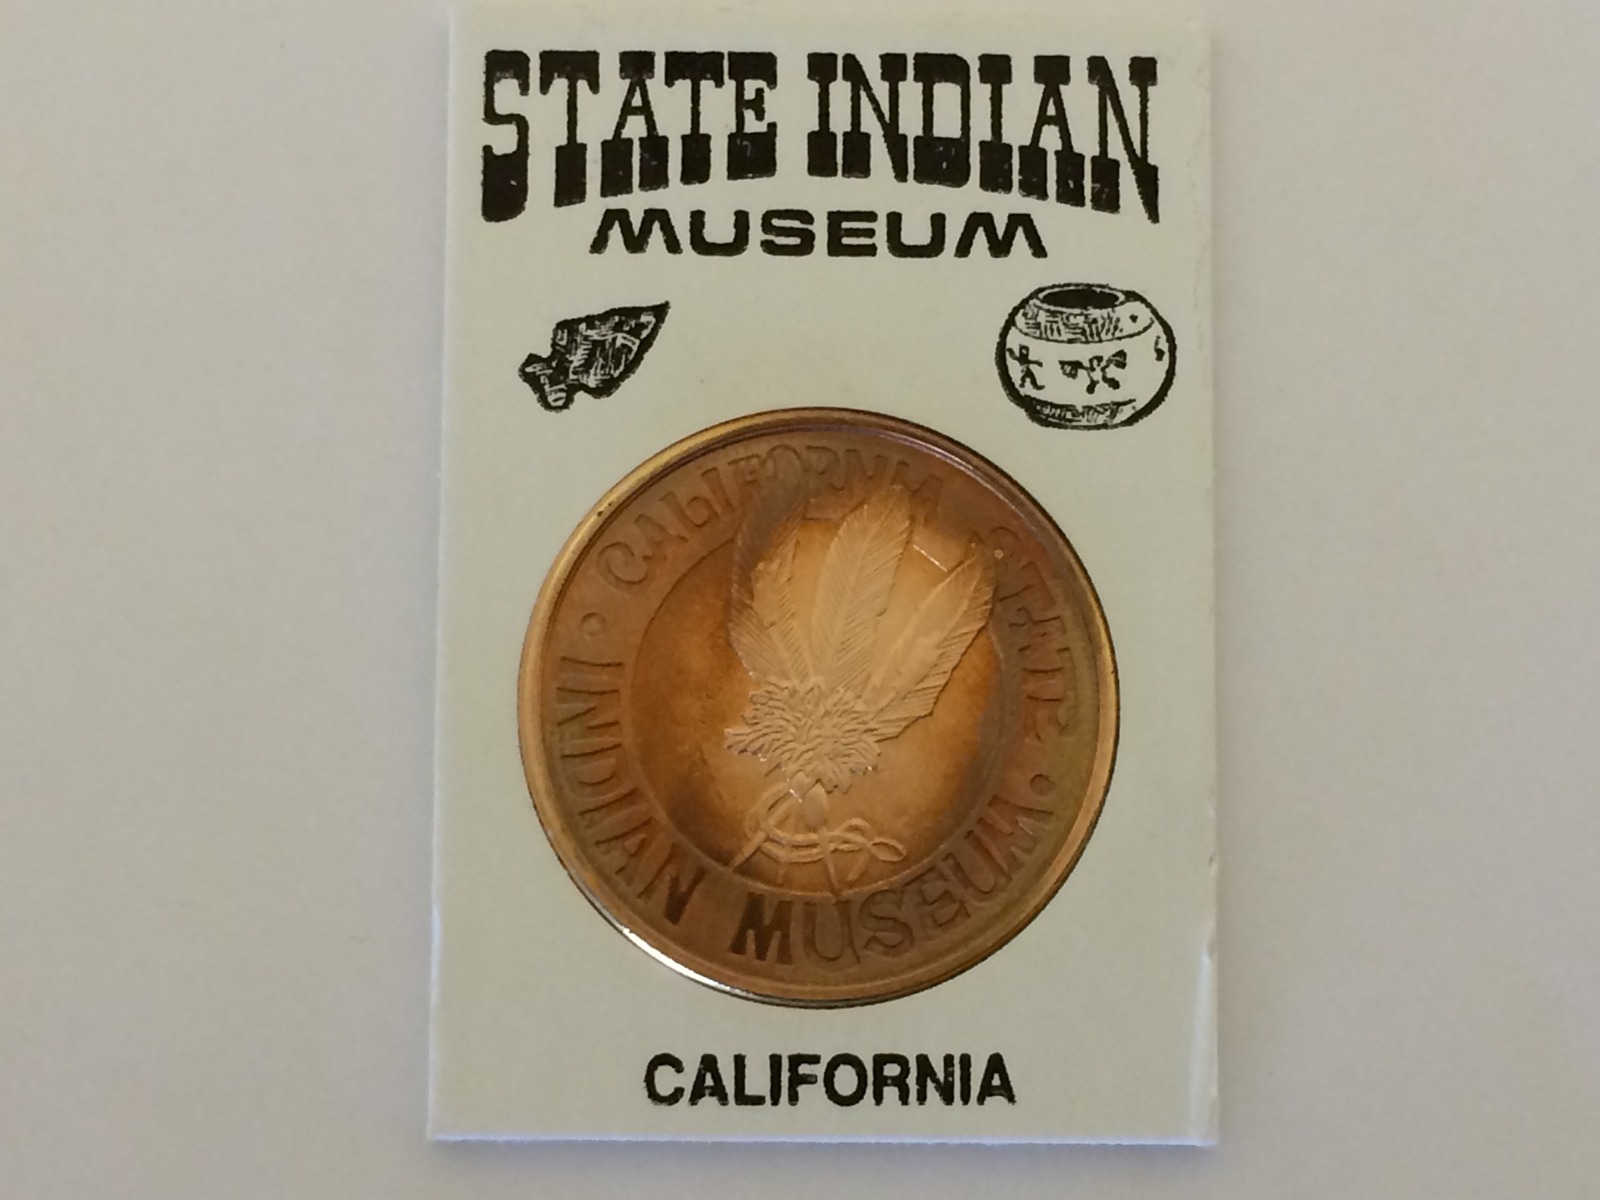 STATE INDIAN
MUSEUM
CALIFORNIA STATE
INDIAN MUSEUM
CALIFORNIA